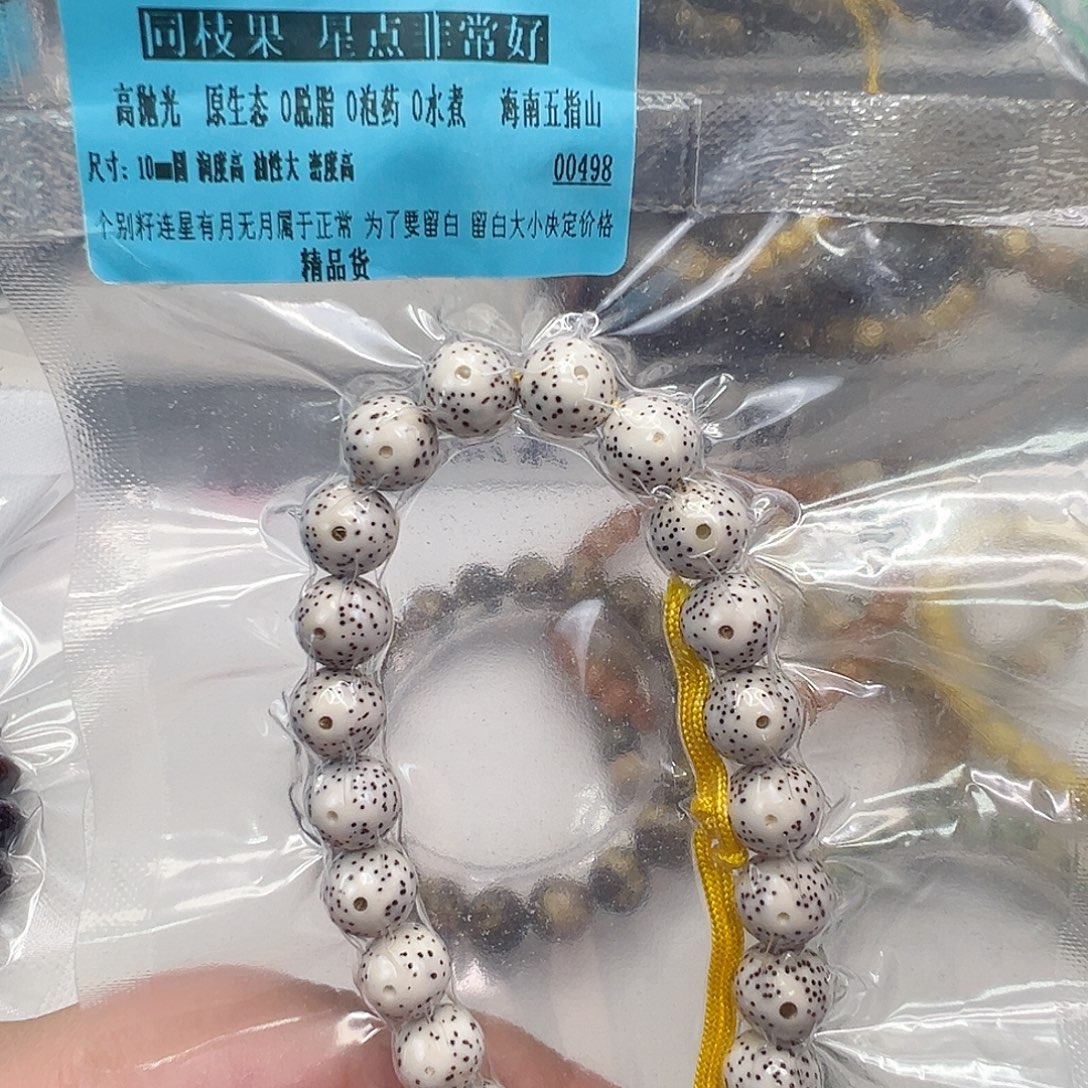 同枝果 星点非常好
高抛光 原生态 0脱脂 0泡药 0水煮 海南五指山
尺寸：10mm圆 润度高 油性大 密度高 00498
个别籽连星有月无月属于正常 为了要留白 留白大小决定价格
精品货